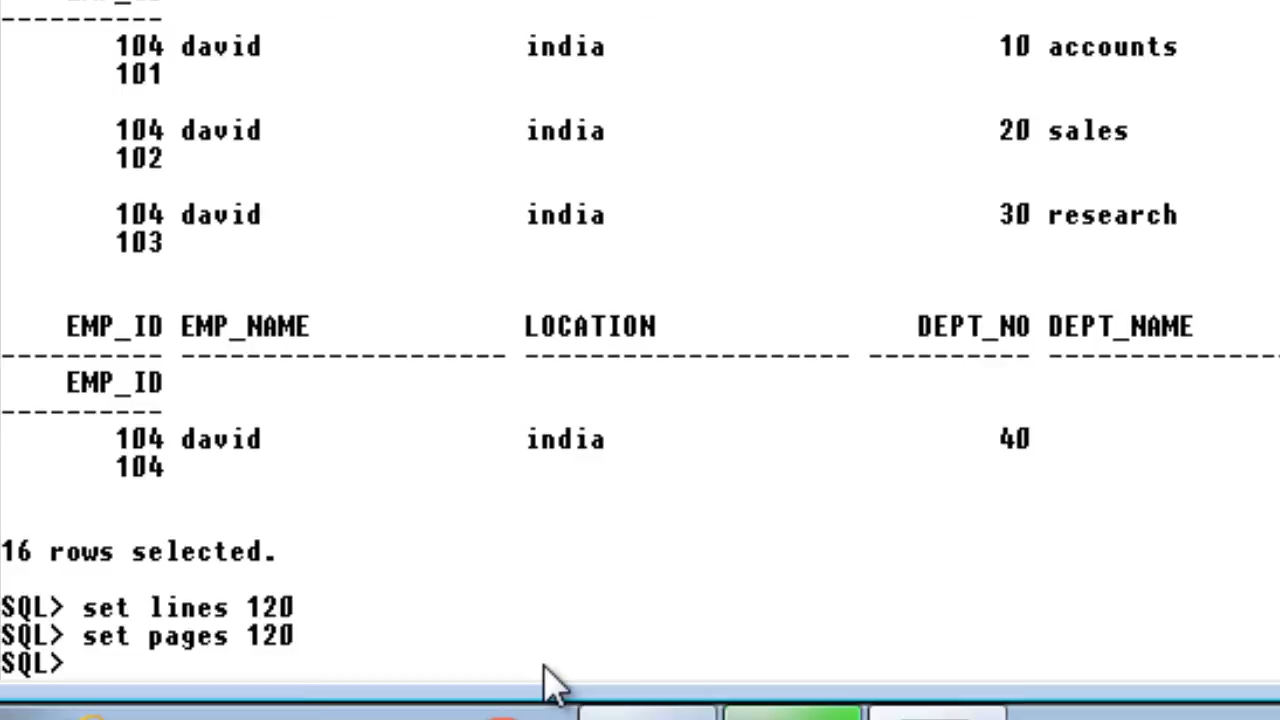 104 david india 10 accounts
101
104 david india 20 sales
102
104 david india 30 research
103
EMP_ID EMP_NAME LOCATION DEPT_NO DEPT_NAME
---------- -------------------- -------------------- ---------- ---------------
EMP_ID
----------
104 david india 40
104
16 rows selected.
SQL> set lines 120
SQL> set pages 120
SQL>